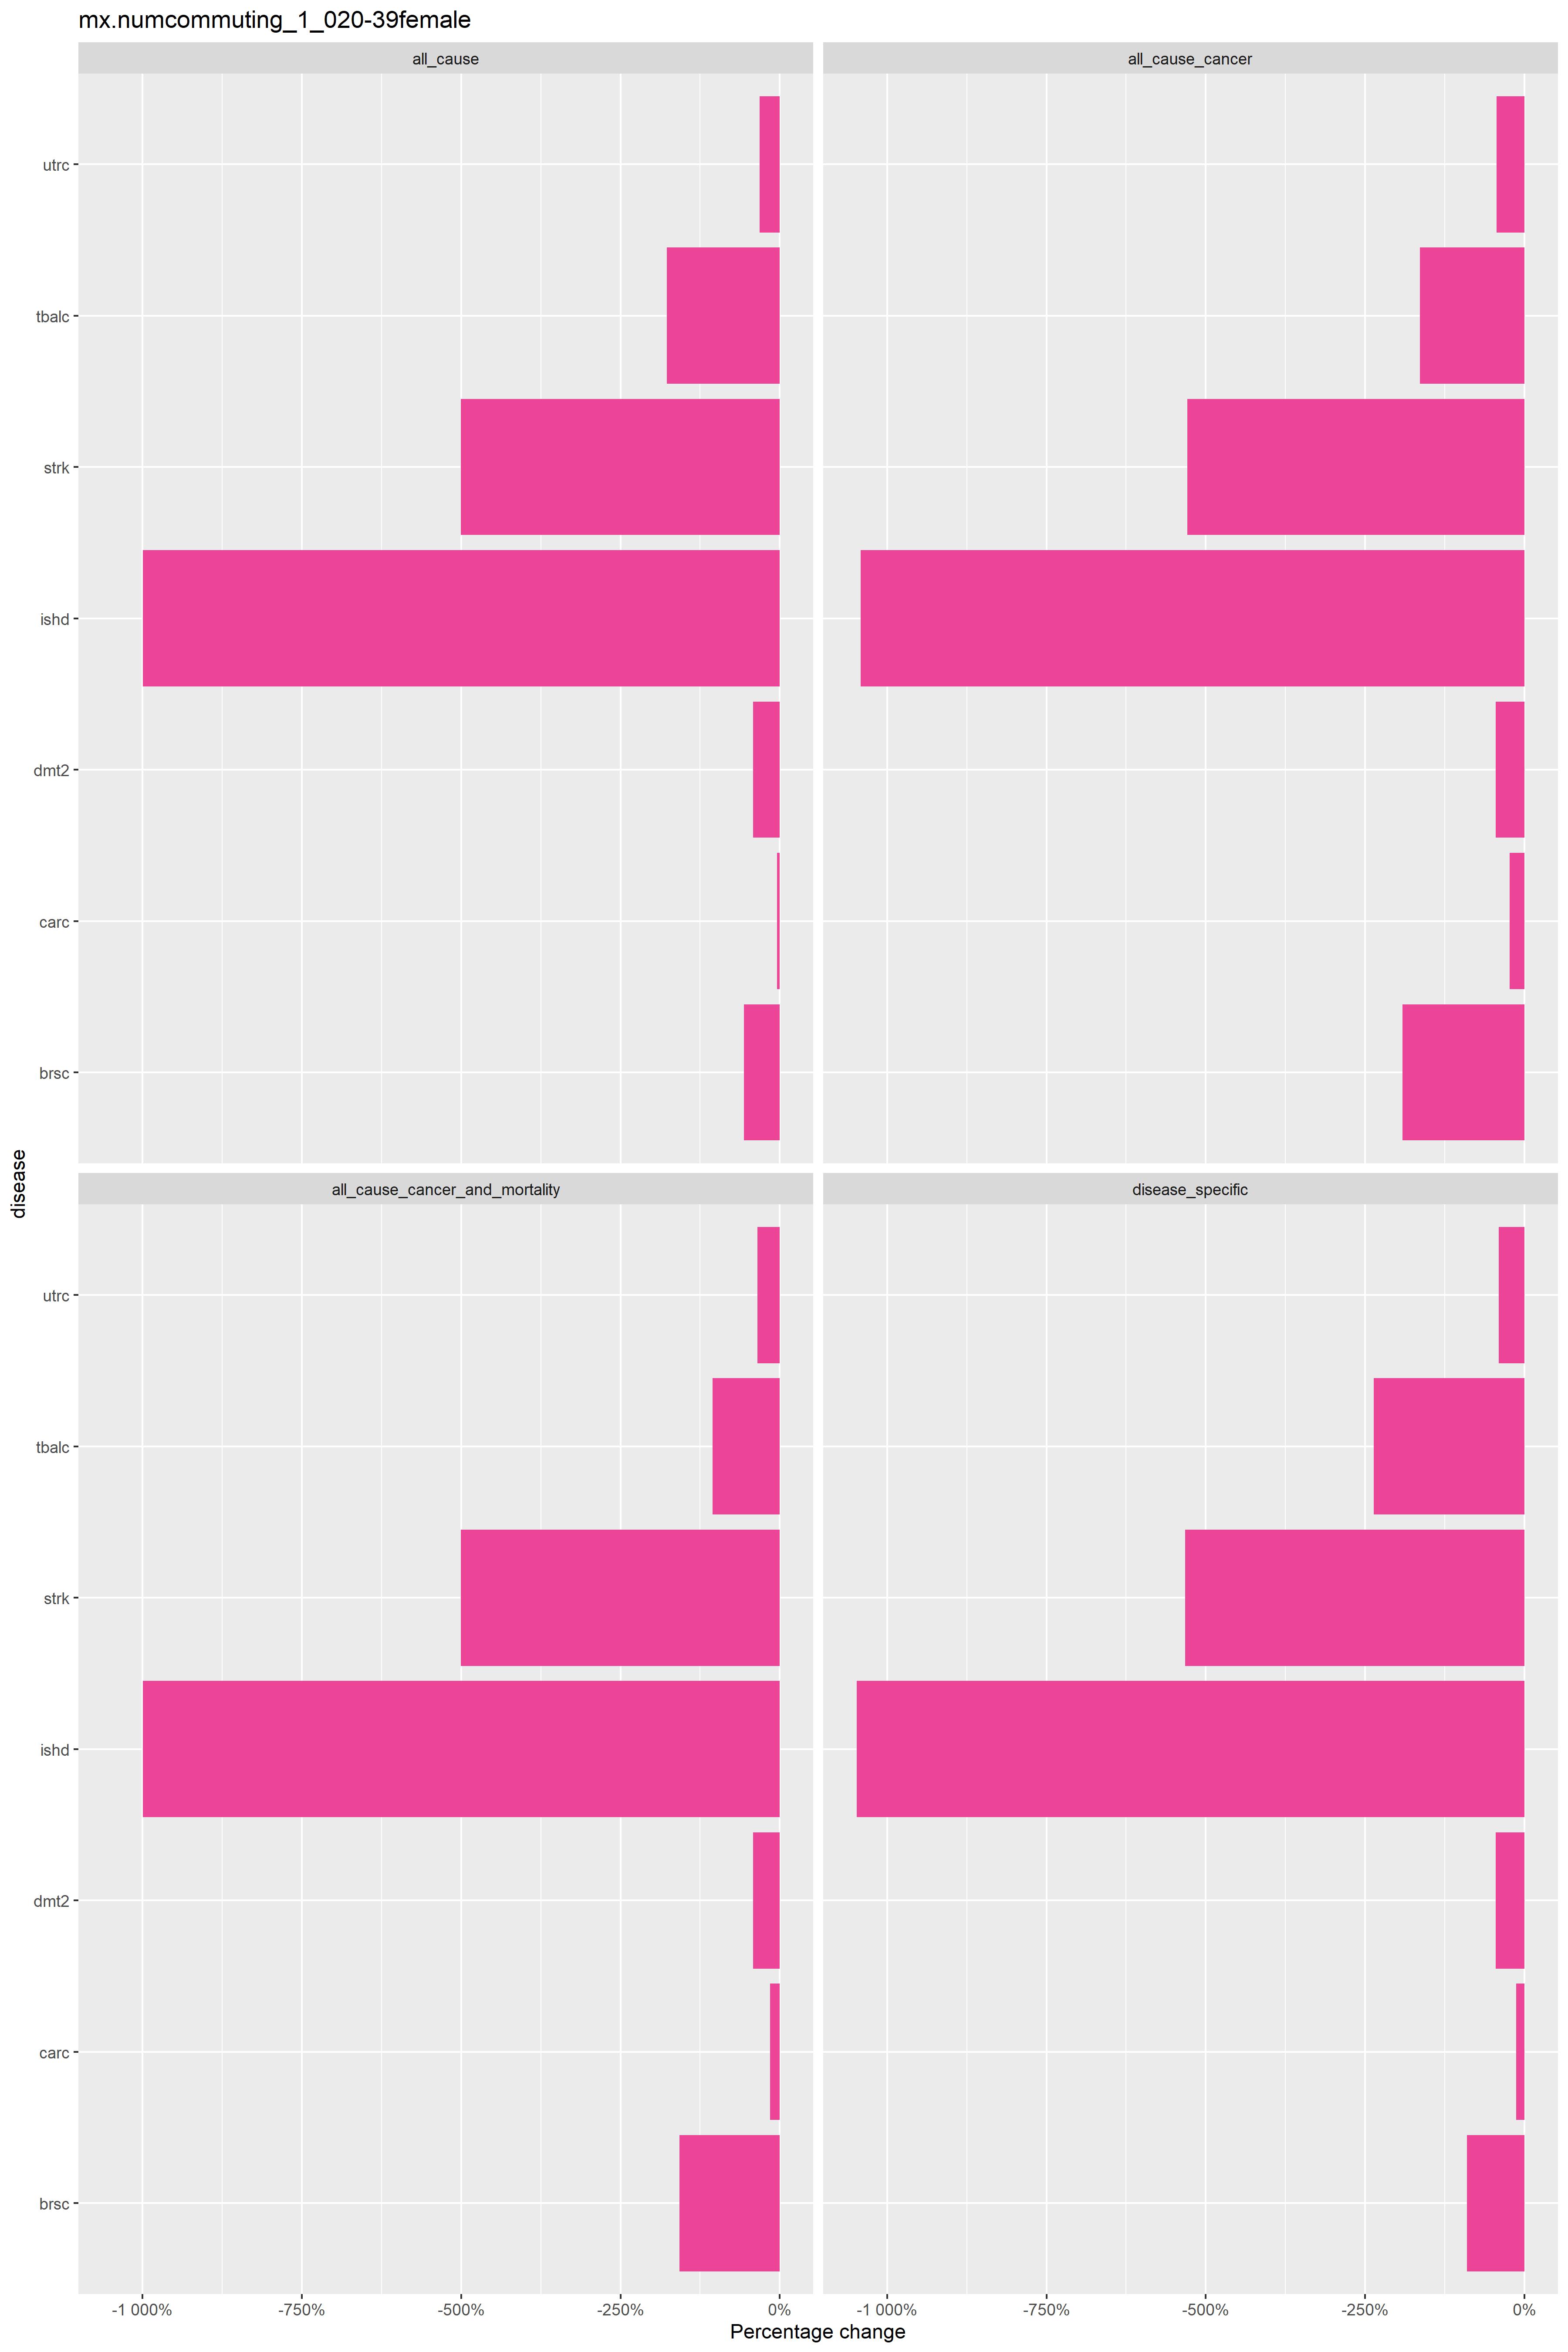 mx.numcommuting_1_020-39female
all_cause
all_cause_cancer
utrc
tbalc
strk
ishd
dmt2
carc
brsc
disease
all_cause_cancer_and_mortality
disease_specific
utrc
tbalc
strk
ishd
dmt2
carc
brsc
-1 000% -750% -500% -250% 0%
-1 000% -750% -500% -250% 0%
Percentage change